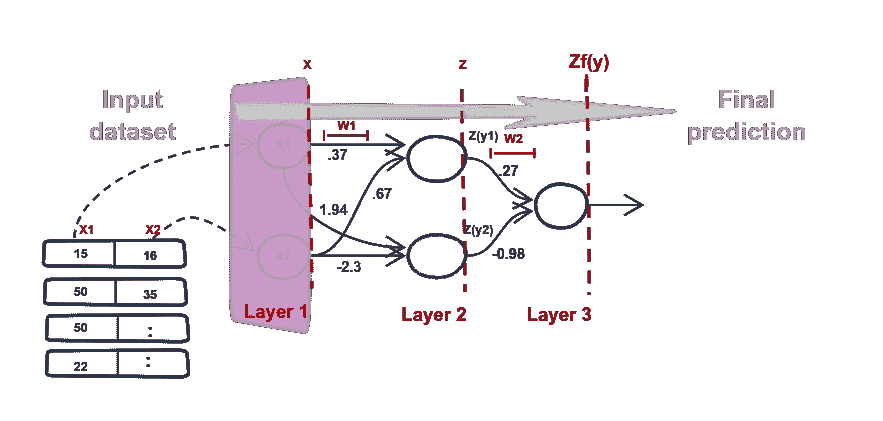 x
z
Zf(y)
Input
dataset
Final
prediction
W1
Z(y1)
W2
X1
.37
.27
.67
1.94
X1
X2
Z(y2)
15
16
X2
-2.3
-0.98
50
35
Layer 1
Layer 2
Layer 3
50
:
22
: